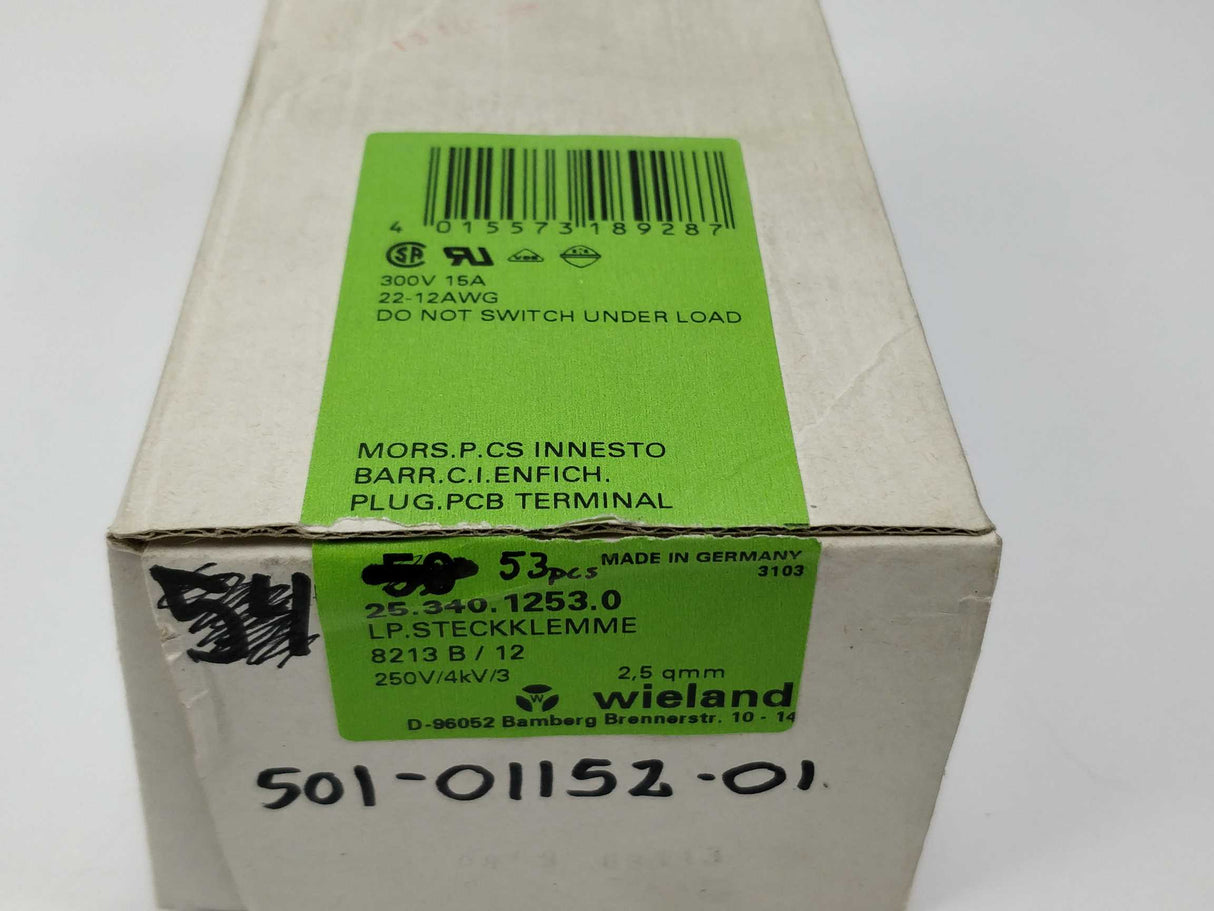 4 015573 189287
300V 15A
22-12AWG
DO NOT SWITCH UNDER LOAD
MORS.P.CS INNESTO
BARR.C.I.ENFICH.
PLUG.PCB TERMINAL
50 53pcs MADE IN GERMANY
3103
54
25.340.1253.0
LP.STECKKLEMME
8213 B / 12
250V/4kV/3 2,5 qmm
W wieland
D-96052 Bamberg Brennerstr. 10 - 14
501-01152-01.